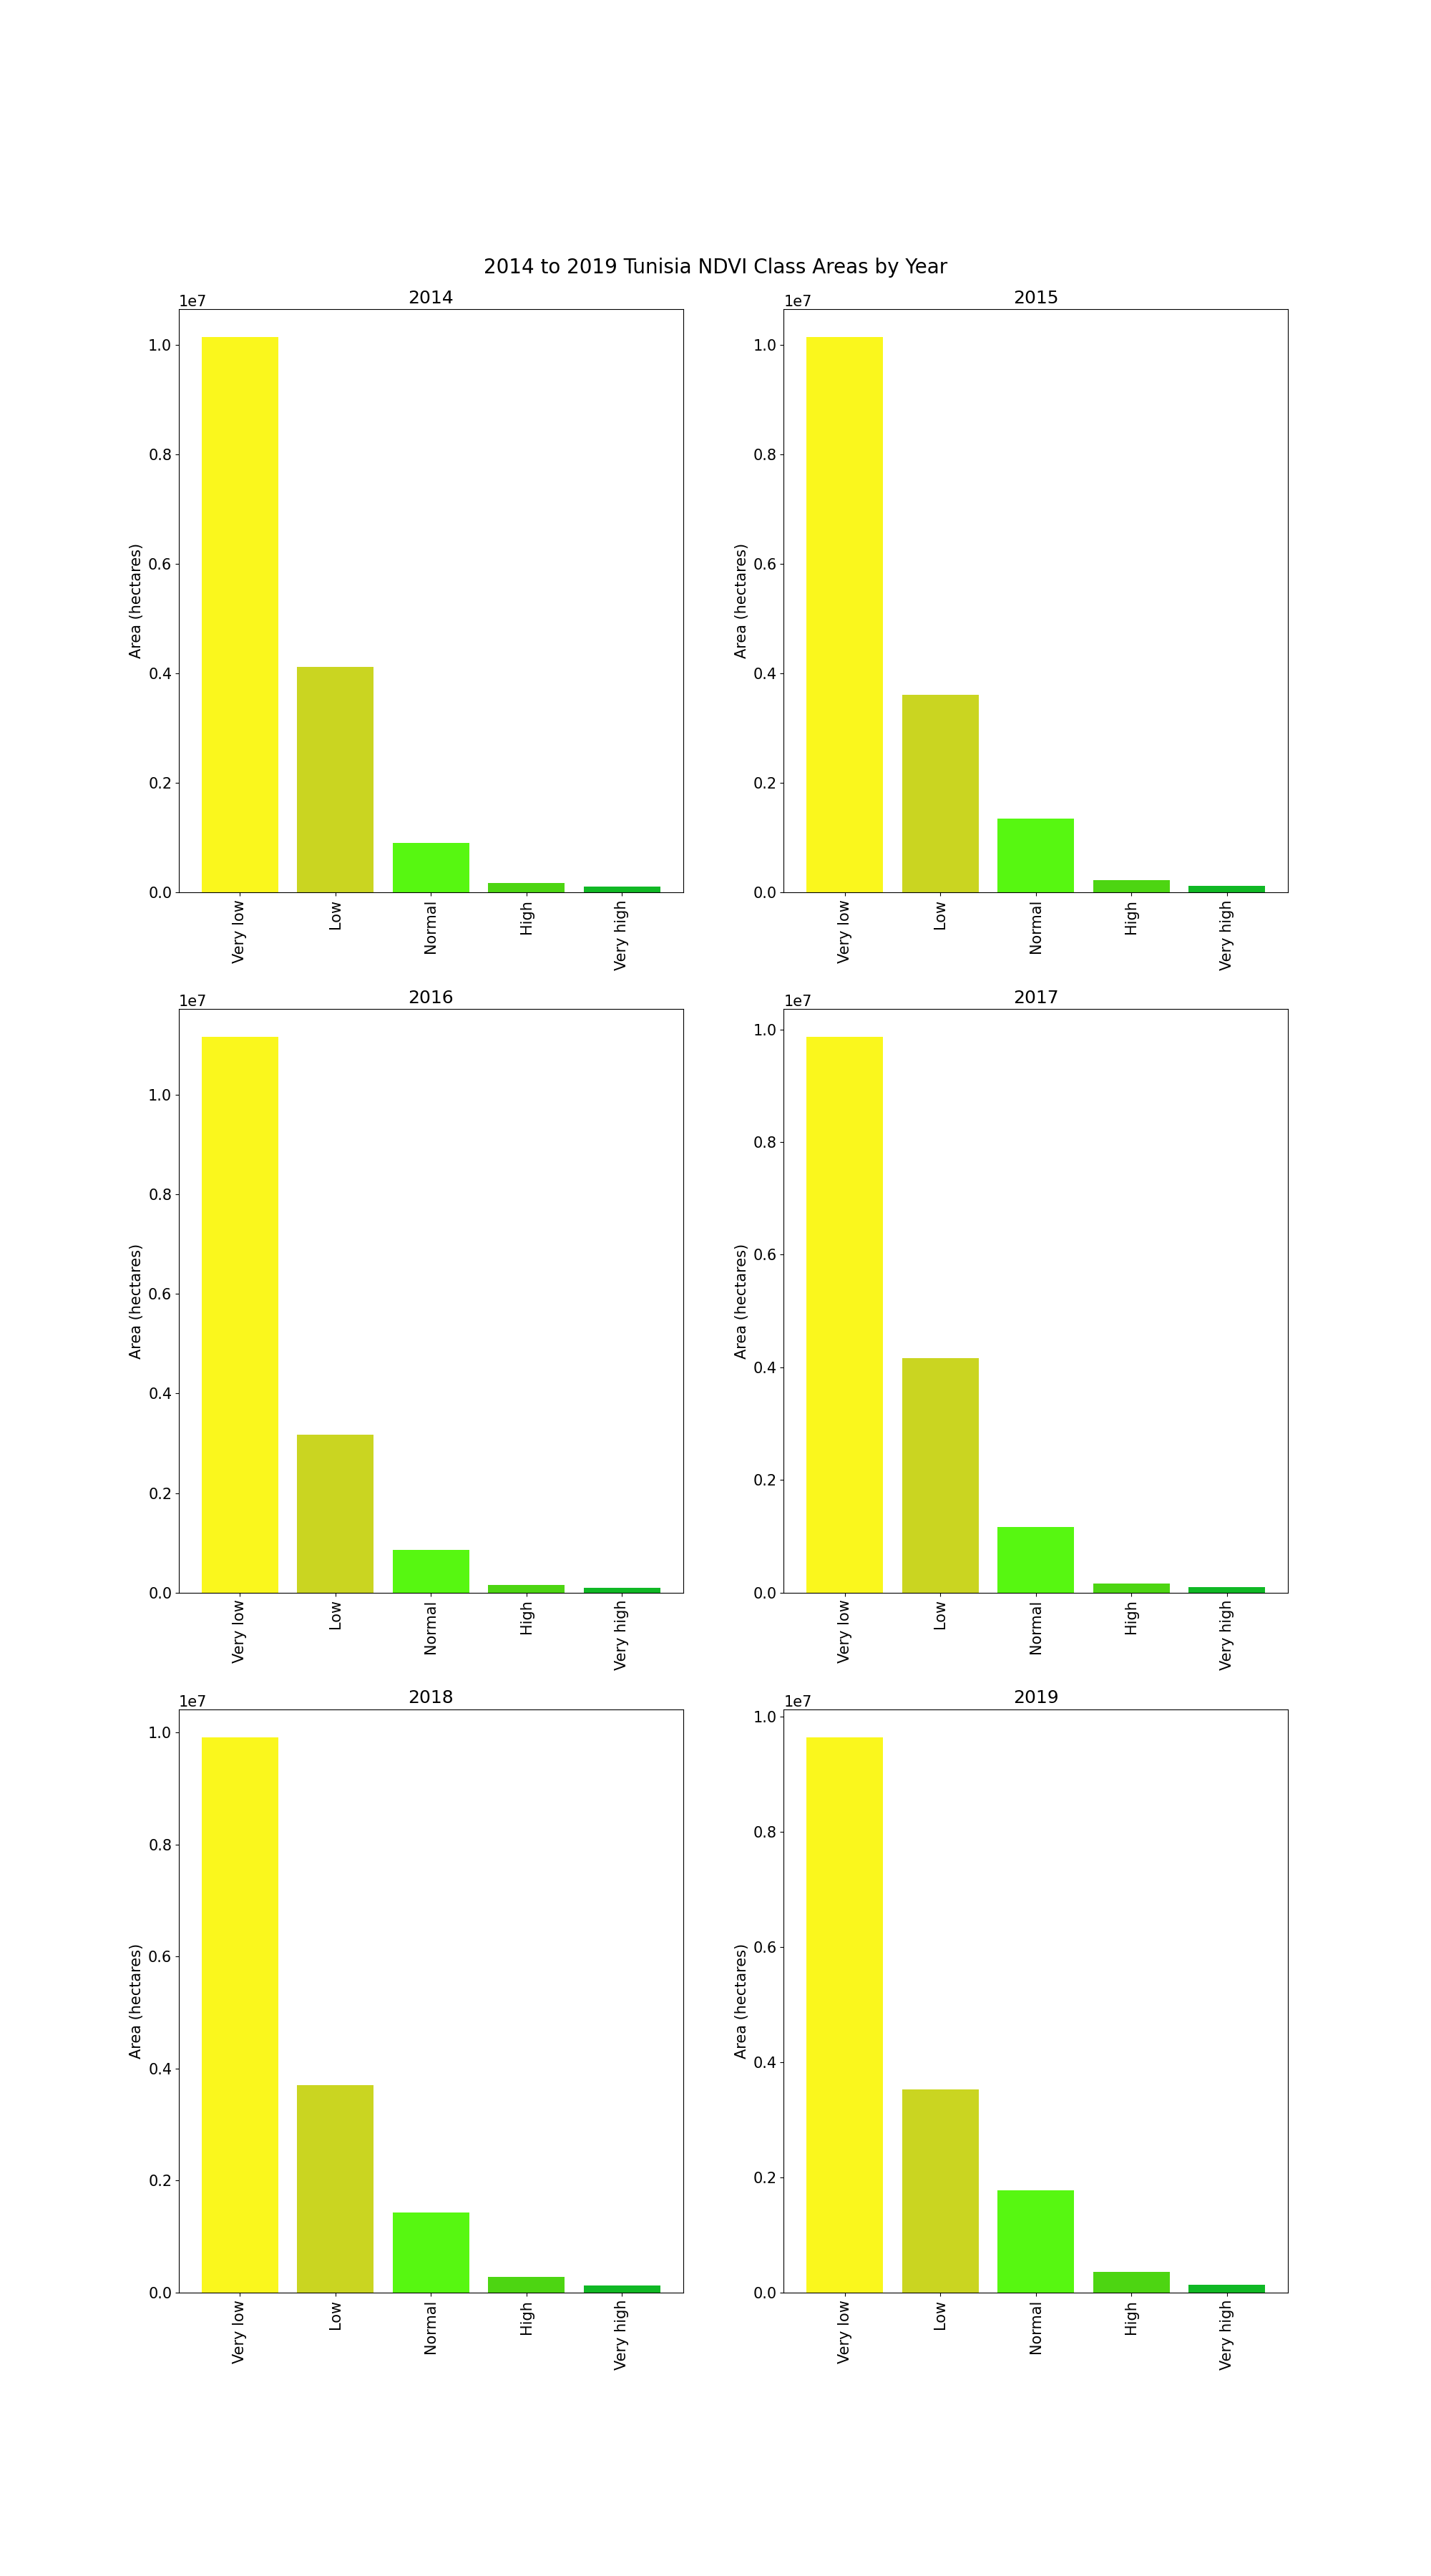 2014 to 2019 Tunisia NDVI Class Areas by Year
2014
1e7
Area (hectares)
1.0
0.8
0.6
0.4
0.2
0.0
Very low
Low
Normal
High
Very high
2015
1e7
Area (hectares)
1.0
0.8
0.6
0.4
0.2
0.0
Very low
Low
Normal
High
Very high
2016
1e7
Area (hectares)
1.0
0.8
0.6
0.4
0.2
0.0
Very low
Low
Normal
High
Very high
2017
1e7
Area (hectares)
1.0
0.8
0.6
0.4
0.2
0.0
Very low
Low
Normal
High
Very high
2018
1e7
Area (hectares)
1.0
0.8
0.6
0.4
0.2
0.0
Very low
Low
Normal
High
Very high
2019
1e7
Area (hectares)
1.0
0.8
0.6
0.4
0.2
0.0
Very low
Low
Normal
High
Very high